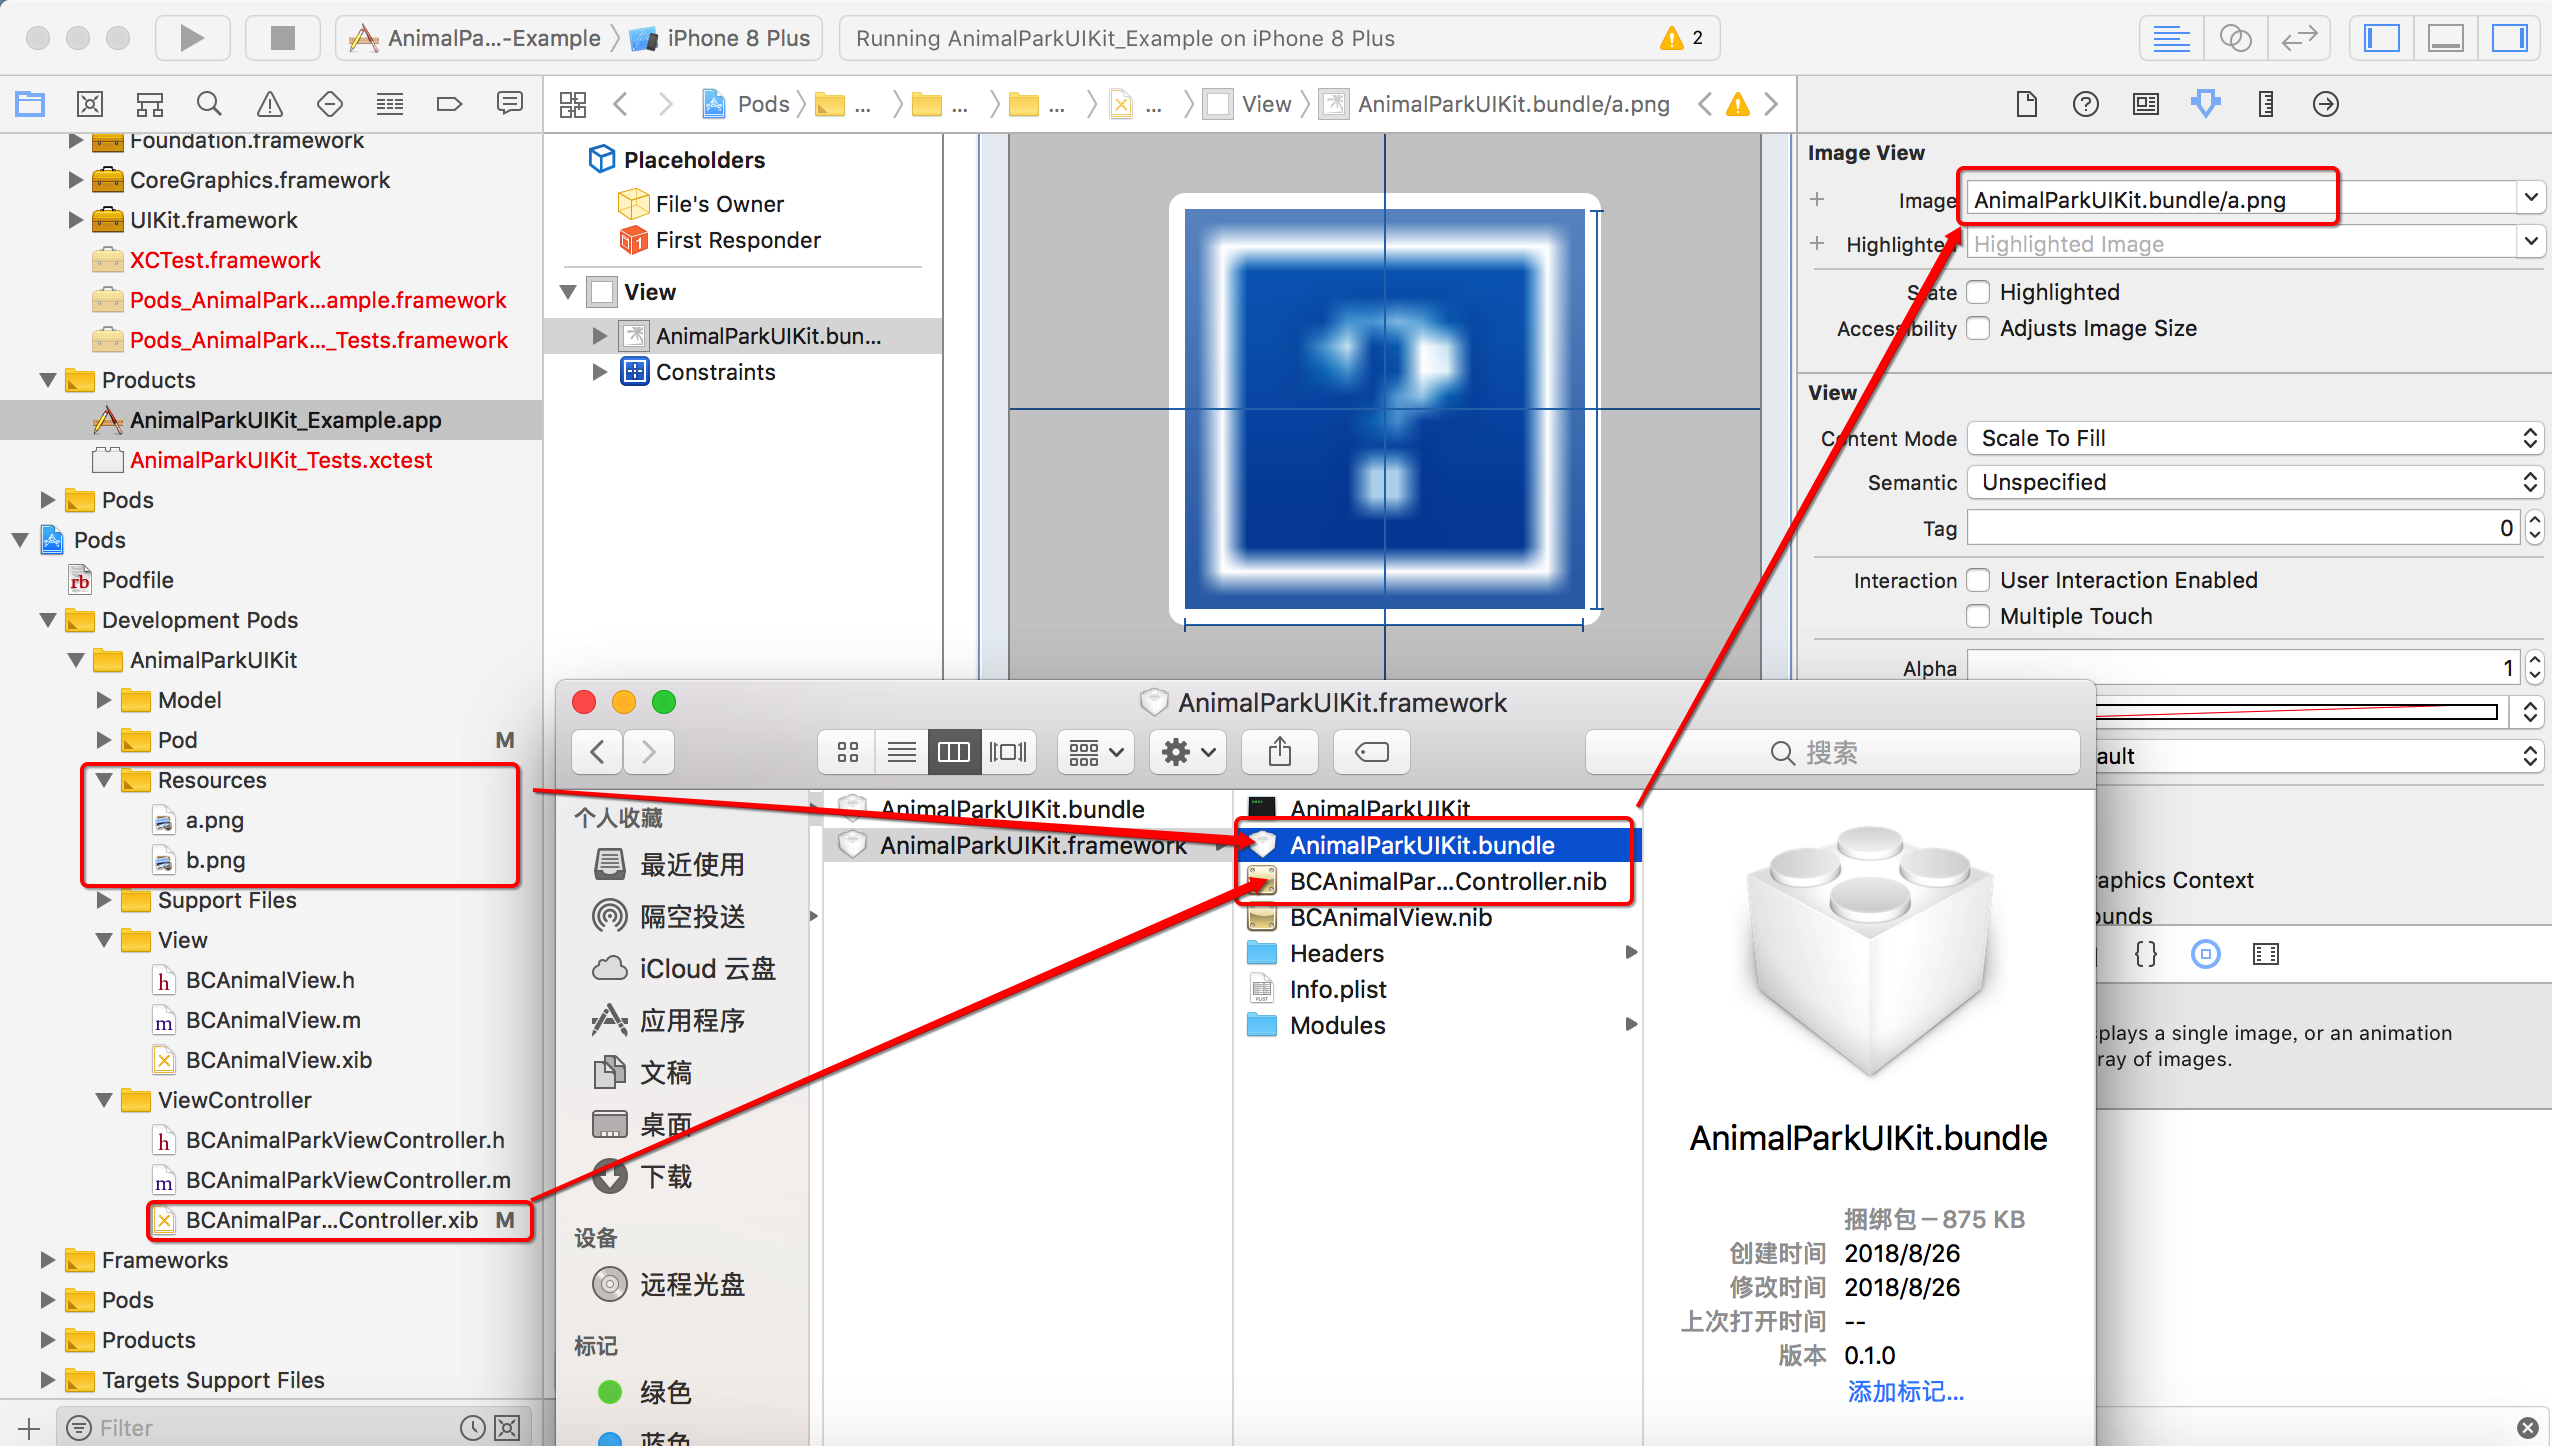 AnimalPa...-Example
iPhone 8 Plus
Running AnimalParkUIKit_Example on iPhone 8 Plus
2
Pods
...
...
...
...
View
AnimalParkUIKit.bundle/a.png
Foundation.framework
CoreGraphics.framework
UIKit.framework
XCTest.framework
Pods_AnimalPark...ample.framework
Pods_AnimalPark..._Tests.framework
Products
AnimalParkUIKit_Example.app
AnimalParkUIKit_Tests.xctest
Pods
Pods
Podfile
Development Pods
AnimalParkUIKit
Model
Pod M
Resources
a.png
b.png
Support Files
View
BCAnimalView.h
BCAnimalView.m
BCAnimalView.xib
ViewController
BCAnimalParkViewController.h
BCAnimalParkViewController.m
BCAnimalPar...Controller.xib M
Frameworks
Pods
Products
Targets Support Files
Filter
Placeholders
File's Owner
First Responder
View
AnimalParkUIKit.bun...
Constraints
?
Image View
Image AnimalParkUIKit.bundle/a.png
Highlighted Highlighted Image
State Highlighted
Accessibility Adjusts Image Size
View
Content Mode Scale To Fill
Semantic Unspecified
Tag 0
Interaction User Interaction Enabled
Multiple Touch
Alpha 1
ault
aphics Context
ounds
{}
plays a single image, or an animation
ray of images.
AnimalParkUIKit.framework
搜索
个人收藏
最近使用
隔空投送
iCloud 云盘
应用程序
文稿
桌面
下载
设备
远程光盘
标记
绿色
蓝色
AnimalParkUIKit.bundle
AnimalParkUIKit.framework
AnimalParkUIKit
AnimalParkUIKit.bundle
BCAnimalPar...Controller.nib
BCAnimalView.nib
Headers
Info.plist
Modules
AnimalParkUIKit.bundle
捆绑包－875 KB
创建时间 2018/8/26
修改时间 2018/8/26
上次打开时间 --
版本 0.1.0
添加标记...